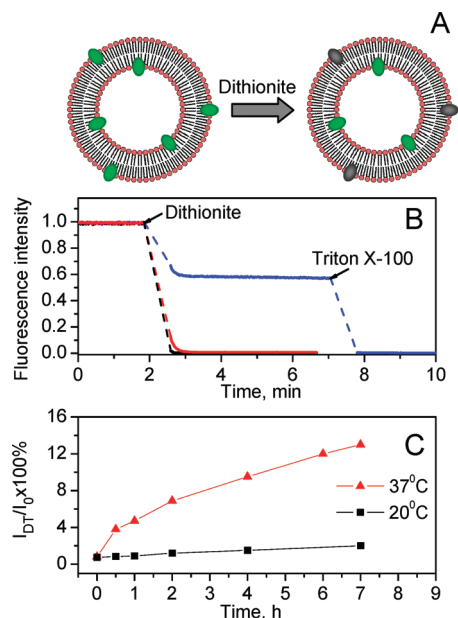 A
Dithionite
B
Fluorescence intensity
1.0
0.8
0.6
0.4
0.2
0.0
Dithionite
Triton X-100
0 2 4 6 8 10
Time, min
C
I_DT/I_0x100%
16
12
8
4
0
37⁰C
20⁰C
0 1 2 3 4 5 6 7 8 9
Time, h